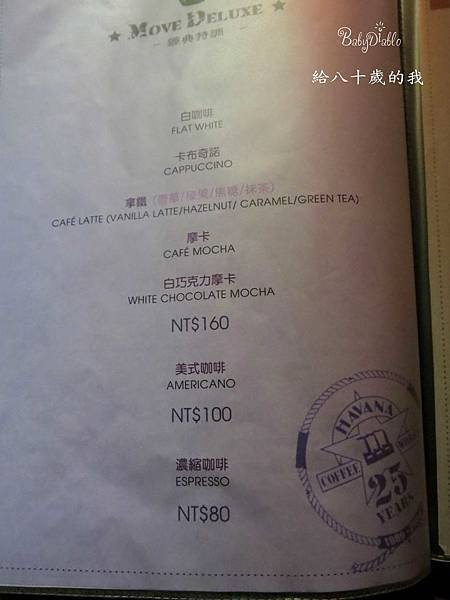 BabyDiablo
給八十歲的我
★ MOVE DELUXE ★
— 經典特調 —
白咖啡
FLAT WHITE
卡布奇諾
CAPPUCCINO
拿鐵 (香草/榛果/焦糖/抹茶)
CAFÉ LATTE (VANILLA LATTE/HAZELNUT/ CARAMEL/GREEN TEA)
摩卡
CAFÉ MOCHA
白巧克力摩卡
WHITE CHOCOLATE MOCHA
NT$160
美式咖啡
AMERICANO
NT$100
濃縮咖啡
ESPRESSO
NT$80
HAVANA
COFFEE
25
YEARS